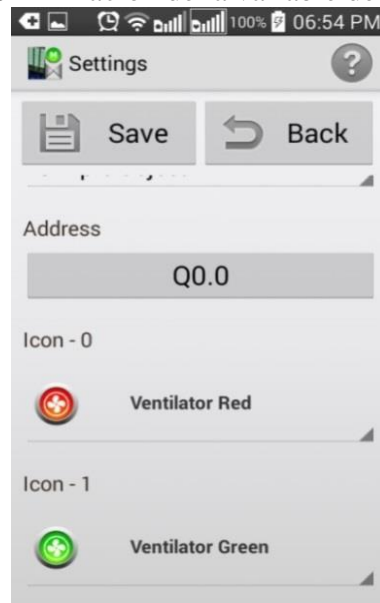 100% 06:54 PM
Settings
?
Save Back
Address
Q0.0
Icon - 0
Ventilator Red
Icon - 1
Ventilator Green